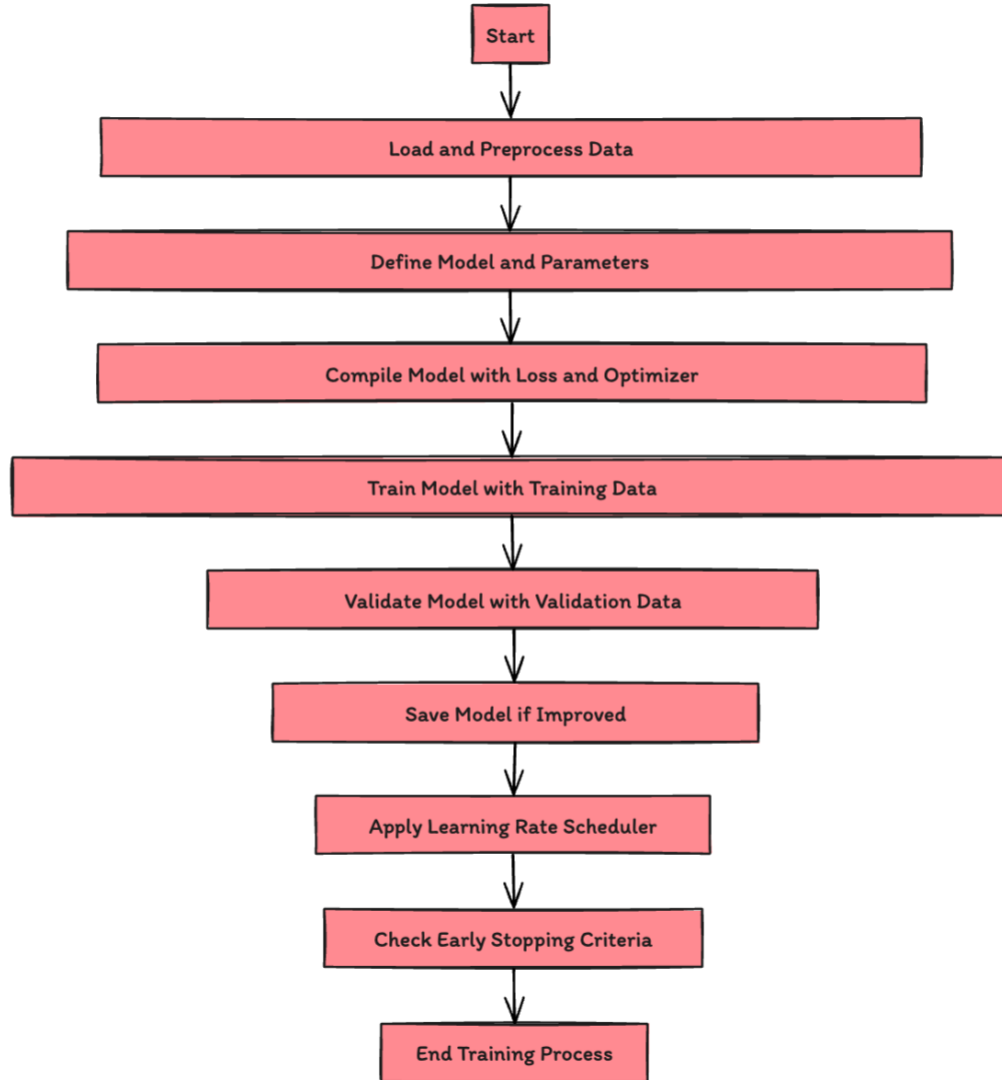 Start
Load and Preprocess Data
Define Model and Parameters
Compile Model with Loss and Optimizer
Train Model with Training Data
Validate Model with Validation Data
Save Model if Improved
Apply Learning Rate Scheduler
Check Early Stopping Criteria
End Training Process